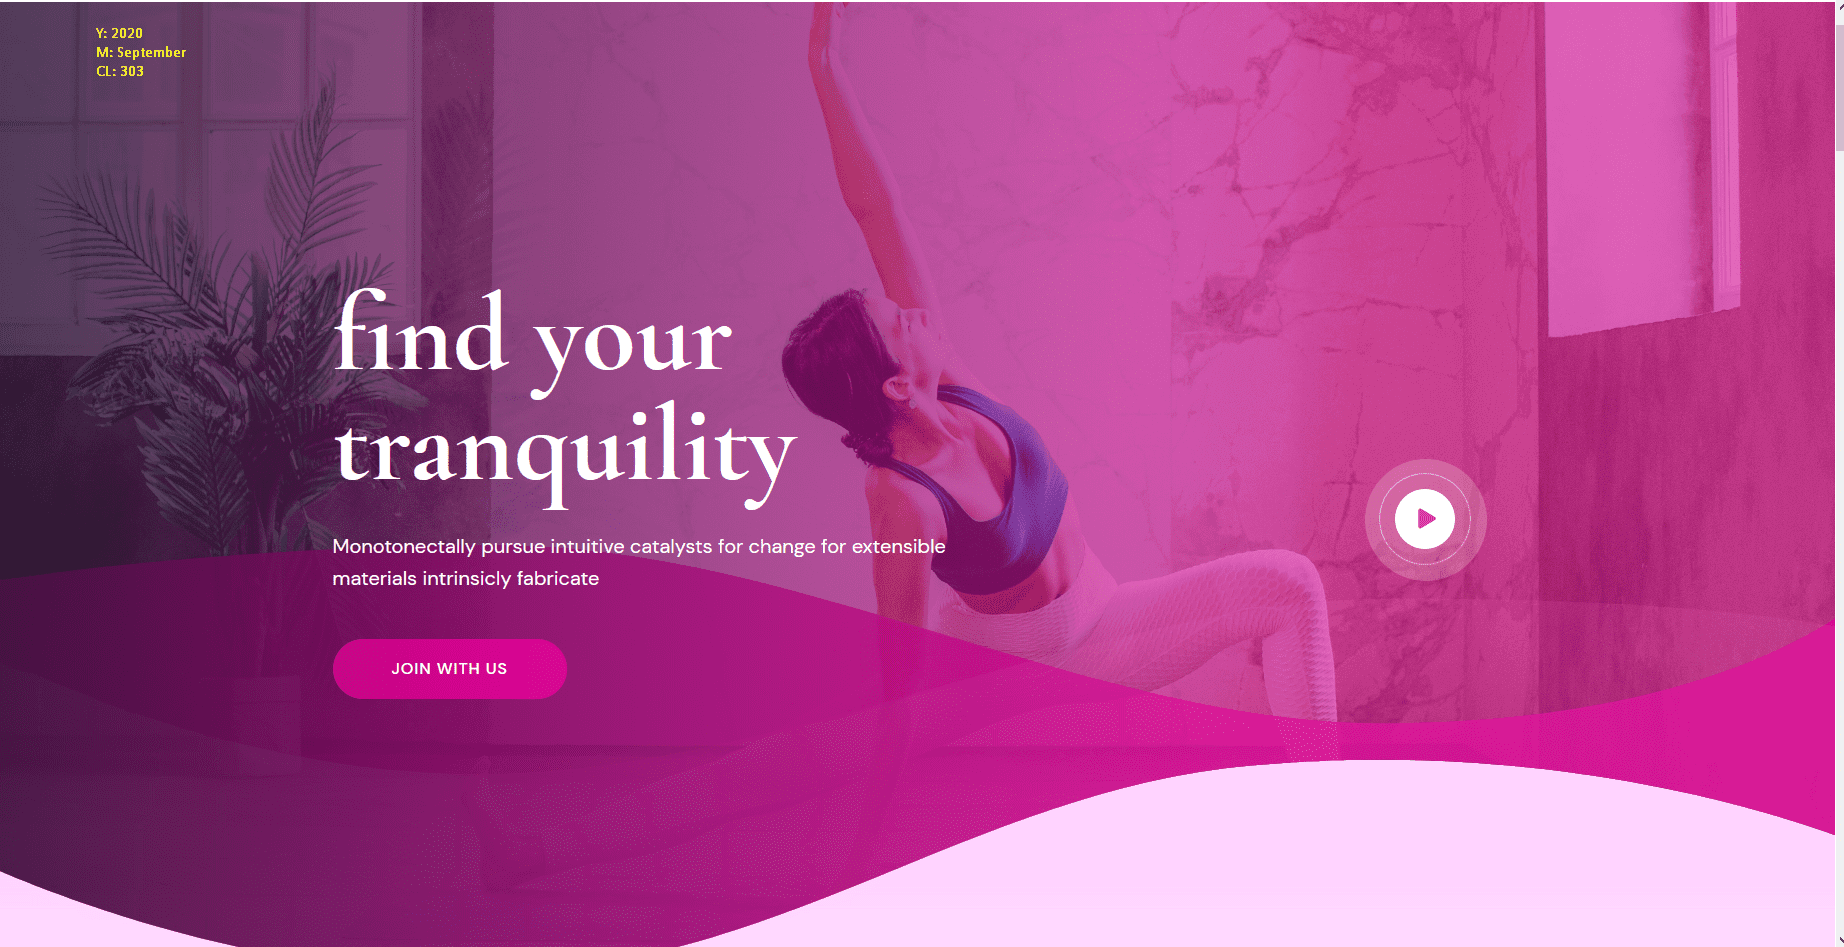 Y: 2020
M: September
CL: 303
find your
tranquility
Monotonectally pursue intuitive catalysts for change for extensible
materials intrinsicly fabricate
JOIN WITH US